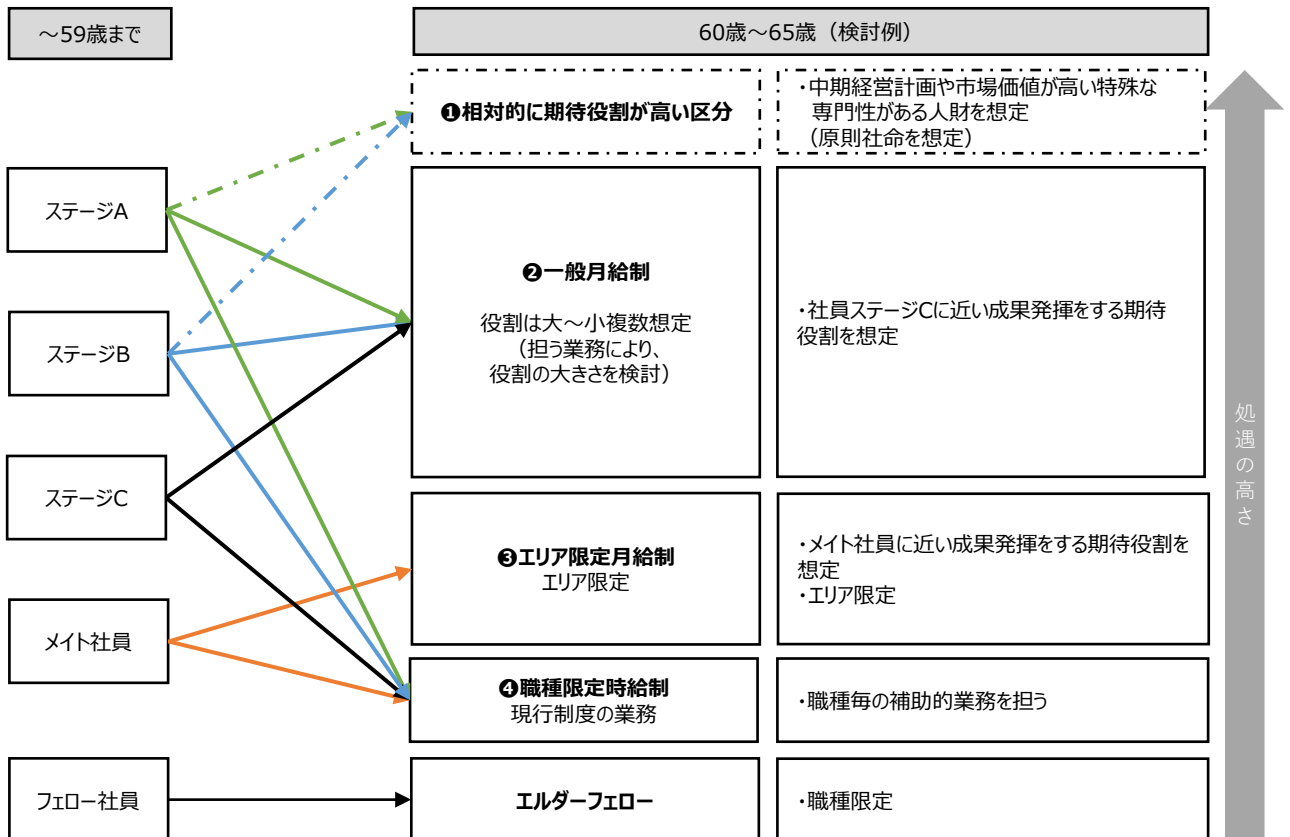 ~59歳まで
60歳~65歳（検討例）
❶相対的に期待役割が高い区分
・中期経営計画や市場価値が高い特殊な
専門性がある人財を想定
（原則社命を想定）
ステージA
ステージB
ステージC
メイト社員
フェロー社員
❷一般月給制
役割は大～小複数想定
（担う業務により、
役割の大きさを検討）
・社員ステージCに近い成果発揮をする期待
役割を想定
❸エリア限定月給制
エリア限定
・メイト社員に近い成果発揮をする期待役割を
想定
・エリア限定
❹職種限定時給制
現行制度の業務
・職種毎の補助的業務を担う
エルダーフェロー
・職種限定
処遇の高さ